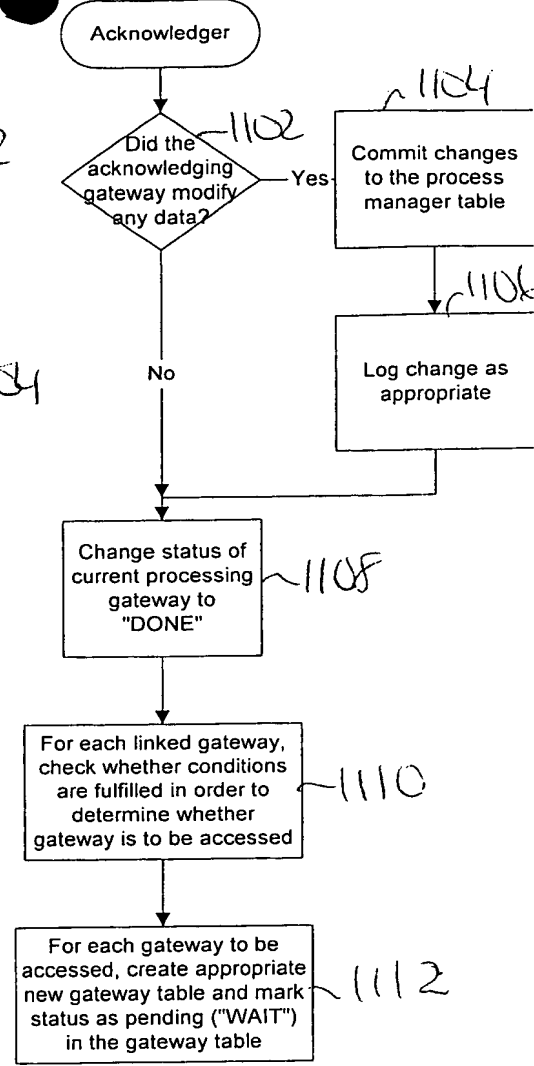 Acknowledger
1104
1102
Did the
acknowledging
gateway modify
any data?
Yes
Commit changes
to the process
manager table
1106
No
Log change as
appropriate
Change status of
current processing
gateway to
"DONE"
1108
For each linked gateway,
check whether conditions
are fulfilled in order to
determine whether
gateway is to be accessed
1110
For each gateway to be
accessed, create appropriate
new gateway table and mark
status as pending ("WAIT")
in the gateway table
1112